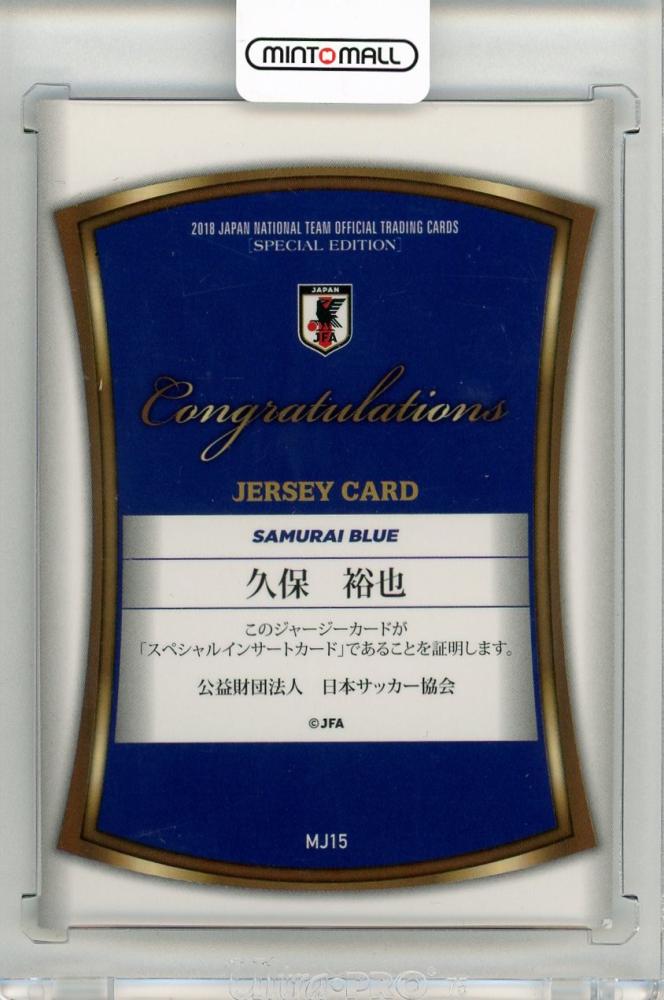 MINT MALL
2018 JAPAN NATIONAL TEAM OFFICIAL TRADING CARDS
[SPECIAL EDITION]
JAPAN
JFA
Congratulations
JERSEY CARD
SAMURAI BLUE
久保　裕也
このジャージーカードが
「スペシャルインサートカード」であることを証明します。
公益財団法人　日本サッカー協会
©JFA
MJ15
Ultra·PRO®